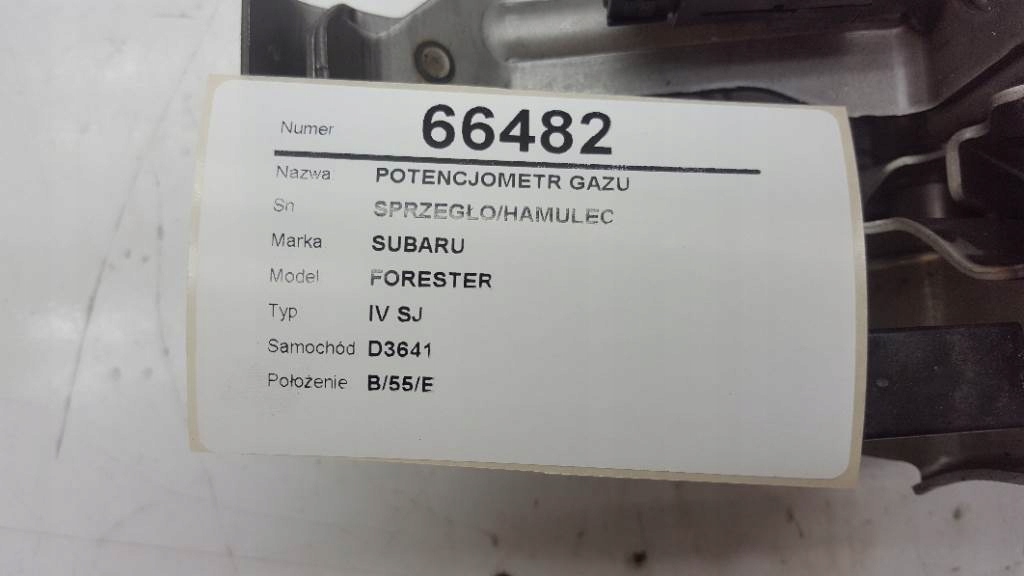 Numer 66482
Nazwa POTENCJOMETR GAZU
Sn SPRZEGŁO/HAMULEC
Marka SUBARU
Model FORESTER
Typ IV SJ
Samochód D3641
Położenie B/55/E